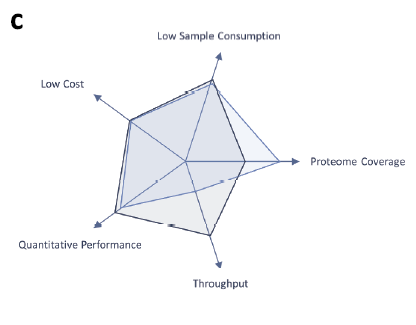 C
Low Sample Consumption
Low Cost
Proteome Coverage
Quantitative Performance
Throughput